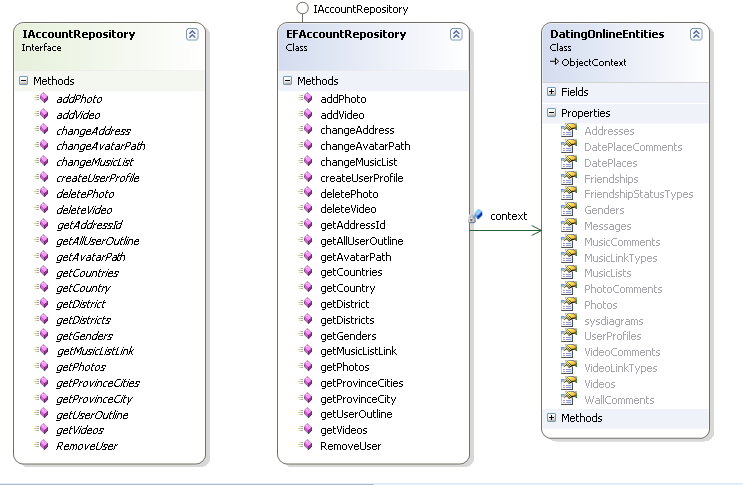 IAccountRepository
IAccountRepository
Interface
Methods
addPhoto
addVideo
changeAddress
changeAvatarPath
changeMusicList
createUserProfile
deletePhoto
deleteVideo
getAddressId
getAllUserOutline
getAvatarPath
getCountries
getCountry
getDistrict
getDistricts
getGenders
getMusicListLink
getPhotos
getProvinceCities
getProvinceCity
getUserOutline
getVideos
RemoveUser
EFAccountRepository
Class
Methods
addPhoto
addVideo
changeAddress
changeAvatarPath
changeMusicList
createUserProfile
deletePhoto
deleteVideo
getAddressId
getAllUserOutline
getAvatarPath
getCountries
getCountry
getDistrict
getDistricts
getGenders
getMusicListLink
getPhotos
getProvinceCities
getProvinceCity
getUserOutline
getVideos
RemoveUser
context
DatingOnlineEntities
Class
ObjectContext
Fields
Properties
Addresses
DatePlaceComments
DatePlaces
Friendships
FriendshipStatusTypes
Genders
Messages
MusicComments
MusicLinkTypes
MusicLists
PhotoComments
Photos
sysdiagrams
UserProfiles
VideoComments
VideoLinkTypes
Videos
WallComments
Methods